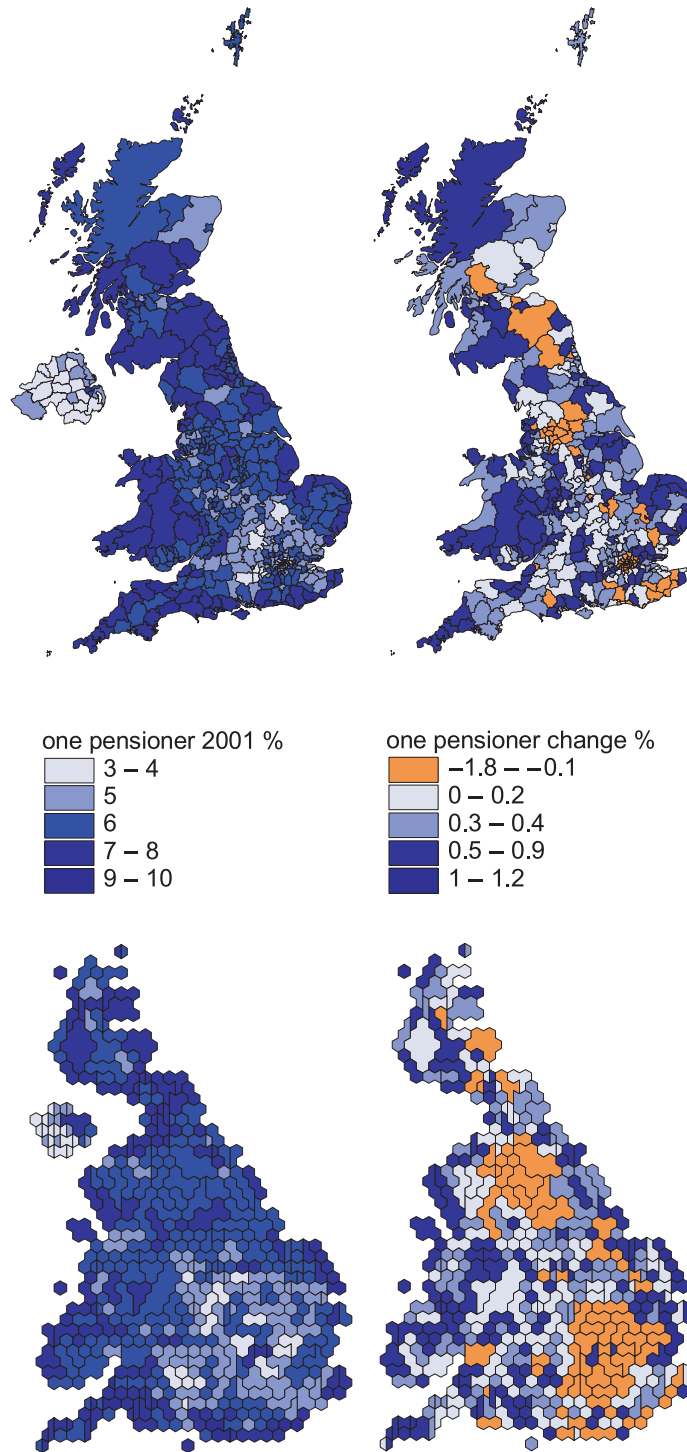 one pensioner 2001 %
3 – 4
5
6
7 – 8
9 – 10
one pensioner change %
–1.8 – –0.1
0 – 0.2
0.3 – 0.4
0.5 – 0.9
1 – 1.2